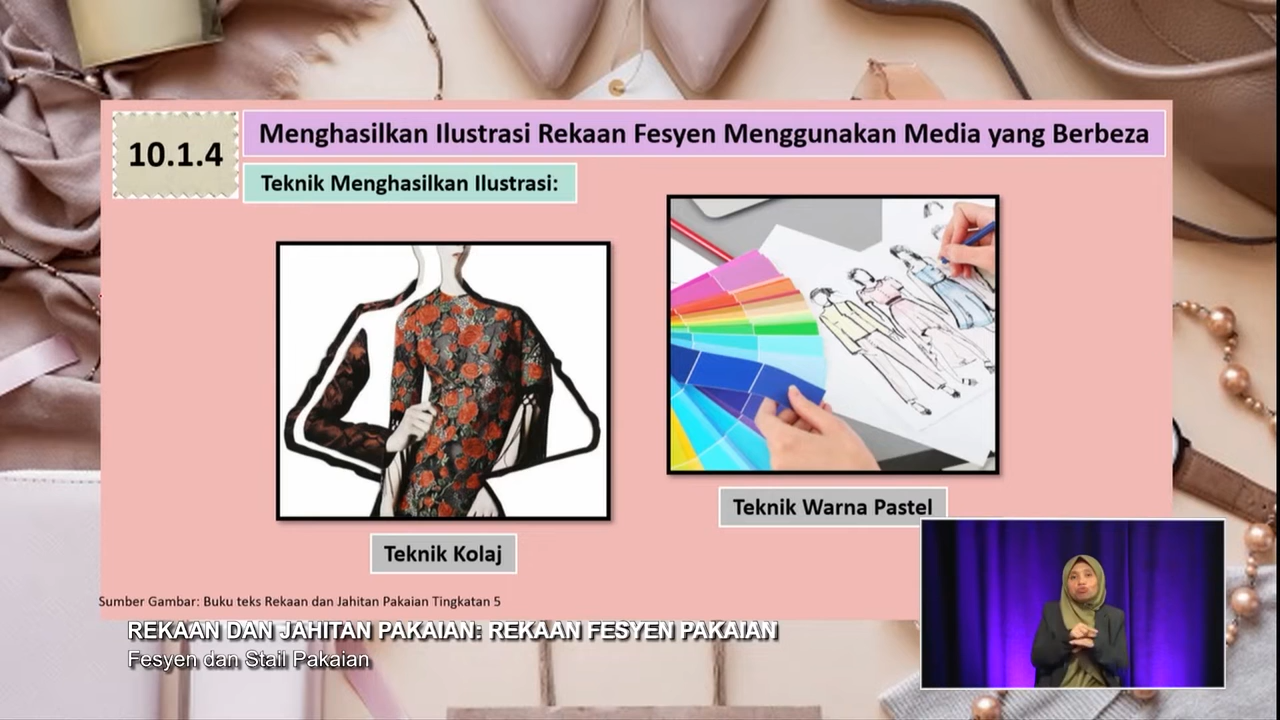 10.1.4
Menghasilkan Ilustrasi Rekaan Fesyen Menggunakan Media yang Berbeza
Teknik Menghasilkan Ilustrasi:
Teknik Warna Pastel
Teknik Kolaj
Sumber Gambar: Buku teks Rekaan dan Jahitan Pakaian Tingkatan 5
REKAAN DAN JAHITAN PAKAIAN: REKAAN FESYEN PAKAIAN
Fesyen dan Stail Pakaian